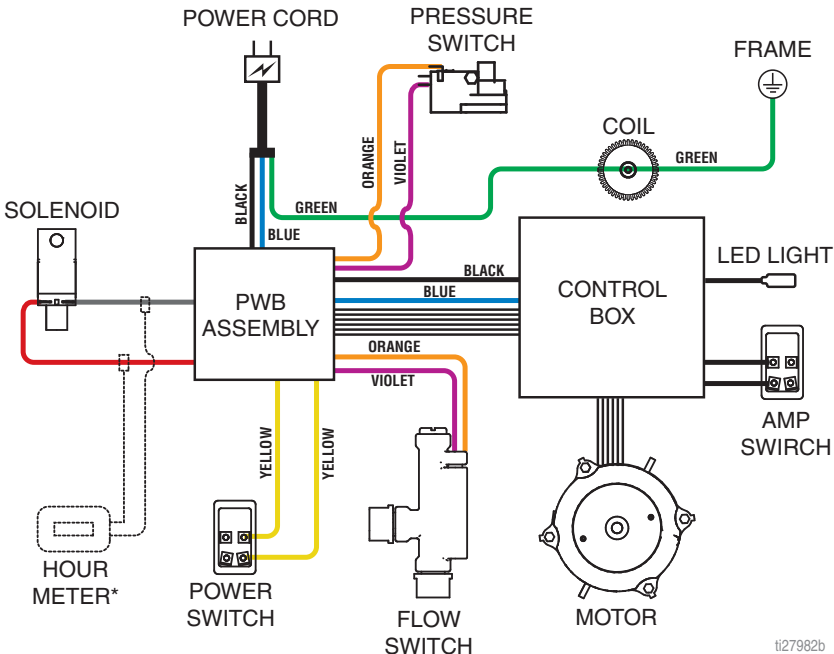 POWER CORD
PRESSURE
SWITCH
FRAME
COIL
GREEN
ORANGE
VIOLET
BLACK
GREEN
BLUE
SOLENOID
PWB
ASSEMBLY
BLACK
BLUE
CONTROL
BOX
LED LIGHT
ORANGE
VIOLET
AMP
SWIRCH
YELLOW
YELLOW
HOUR
METER*
POWER
SWITCH
FLOW
SWITCH
MOTOR
ti27982b